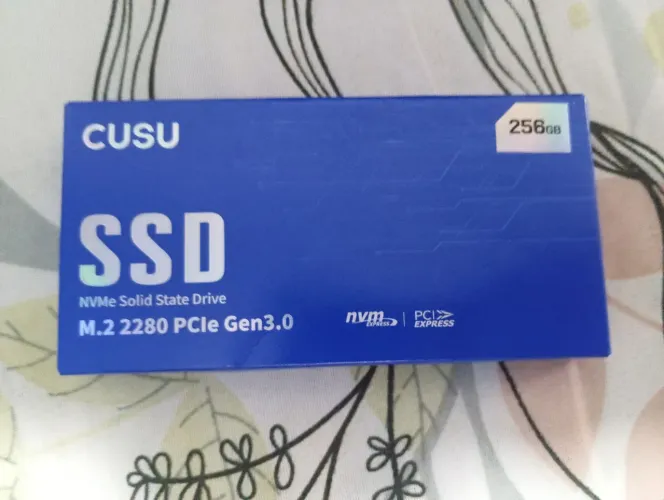 CUSU
256GB
SSD
NVMe Solid State Drive
M.2 2280 PCIe Gen3.0
nvm EXPRESS | PCI EXPRESS